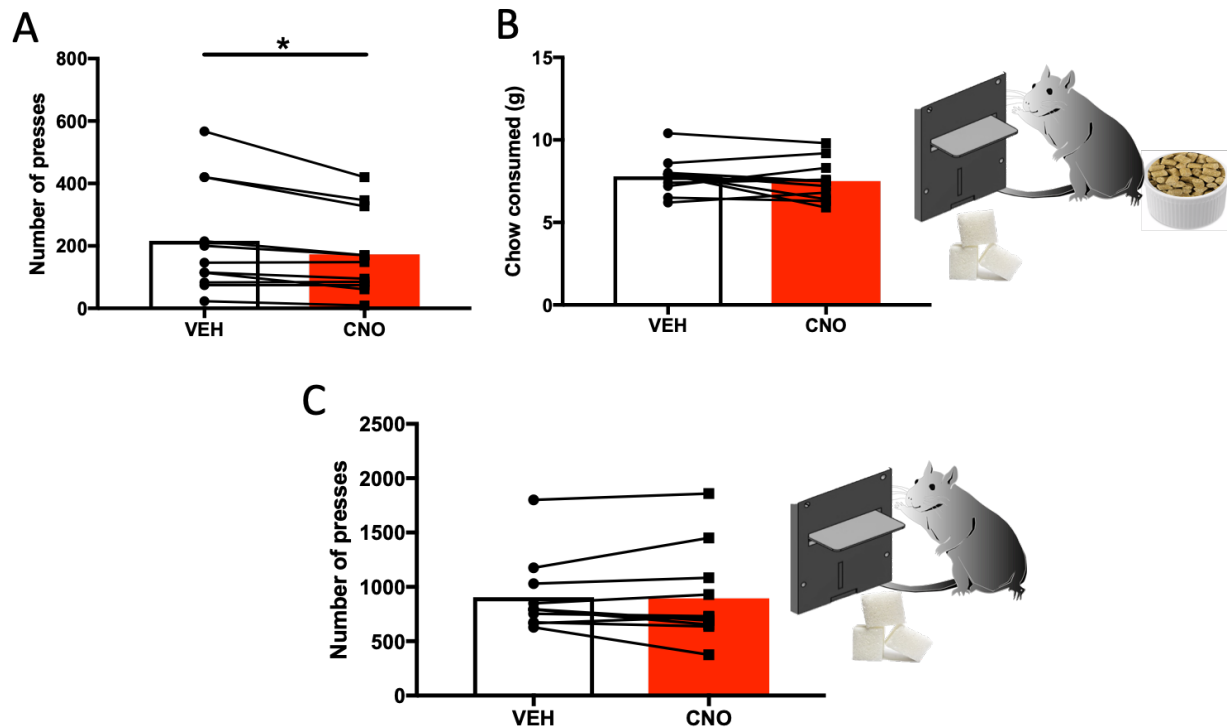 A
*
800
600
400
200
0
Number of presses
VEH CNO
B
15
10
5
0
Chow consumed (g)
VEH CNO
C
2500
2000
1500
1000
500
0
Number of presses
VEH CNO